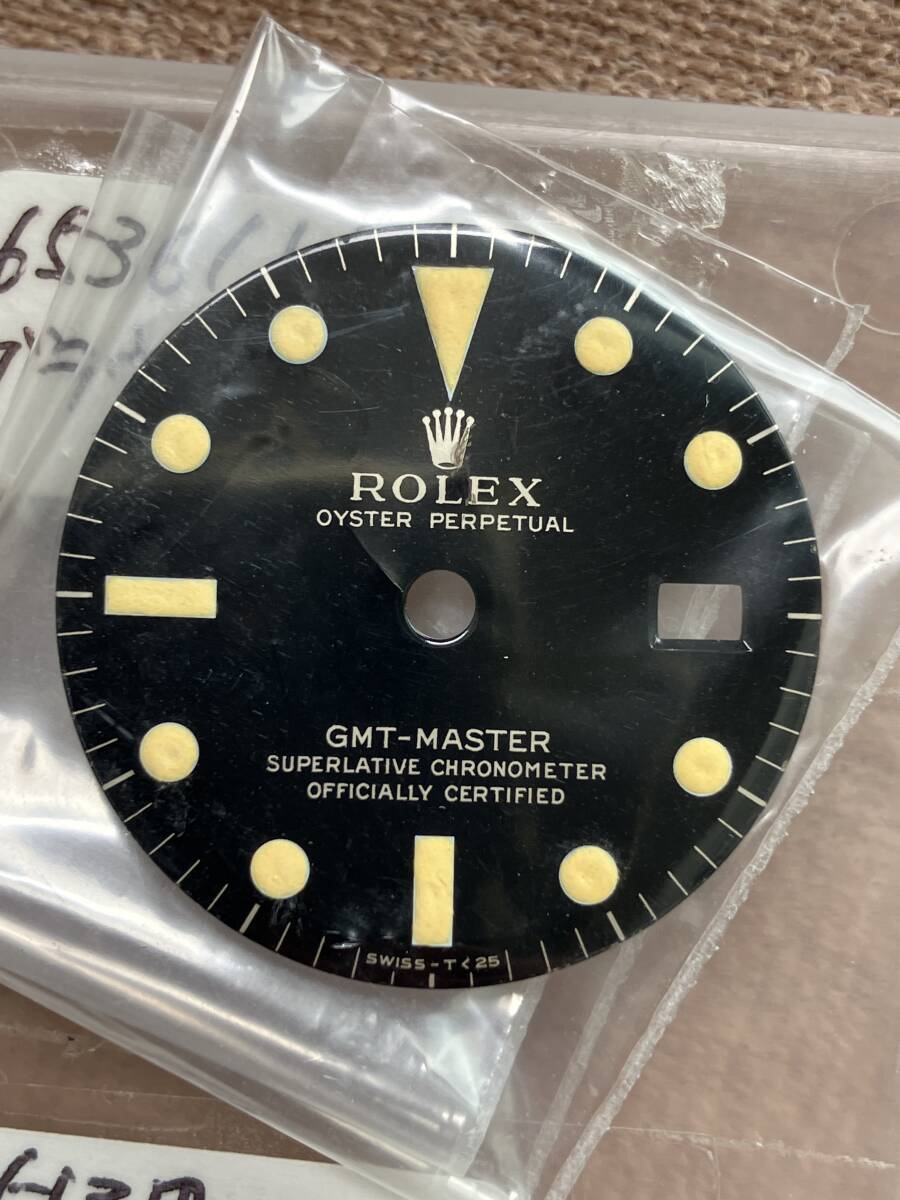 ROLEX
OYSTER PERPETUAL
GMT-MASTER
SUPERLATIVE CHRONOMETER
OFFICIALLY CERTIFIED
SWISS - T < 25